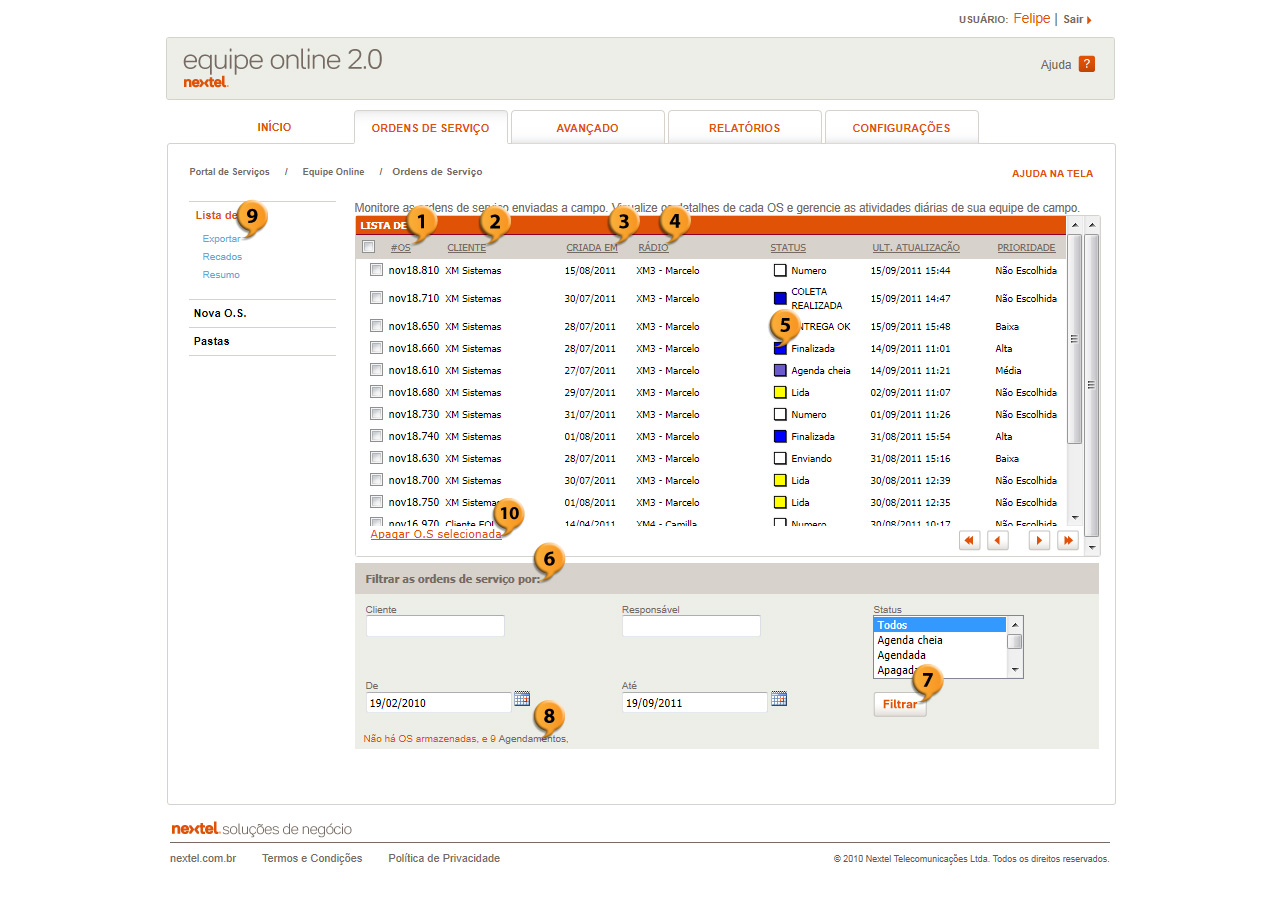 USUÁRIO: Felipe | Sair
equipe online 2.0
nextel
Ajuda ?
INÍCIO
ORDENS DE SERVIÇO
AVANÇADO
RELATÓRIOS
CONFIGURAÇÕES
Portal de Serviços / Equipe Online / Ordens de Serviço
AJUDA NA TELA
Lista de
9
Exportar
Recados
Resumo
Nova O.S.
Pastas
Monitore as ordens de serviço enviadas a campo. Visualize os detalhes de cada OS e gerencie as atividades diárias de sua equipe de campo.
LISTA DE
1 2 3 4
#OS CLIENTE CRIADA EM RÁDIO STATUS ULT. ATUALIZAÇÃO PRIORIDADE
nov18.810 XM Sistemas 15/08/2011 XM3 - Marcelo Numero 15/09/2011 15:44 Não Escolhida
nov18.710 XM Sistemas 30/07/2011 XM3 - Marcelo COLETA REALIZADA 15/09/2011 14:47 Não Escolhida
nov18.650 XM Sistemas 28/07/2011 XM3 - Marcelo ENTREGA OK 15/09/2011 15:48 Baixa
5
nov18.660 XM Sistemas 28/07/2011 XM3 - Marcelo Finalizada 14/09/2011 11:01 Alta
nov18.610 XM Sistemas 27/07/2011 XM3 - Marcelo Agenda cheia 14/09/2011 11:21 Média
nov18.680 XM Sistemas 29/07/2011 XM3 - Marcelo Lida 02/09/2011 11:07 Não Escolhida
nov18.730 XM Sistemas 31/07/2011 XM3 - Marcelo Numero 01/09/2011 11:26 Não Escolhida
nov18.740 XM Sistemas 01/08/2011 XM3 - Marcelo Finalizada 31/08/2011 15:54 Alta
nov18.630 XM Sistemas 28/07/2011 XM3 - Marcelo Enviando 31/08/2011 15:16 Baixa
nov18.700 XM Sistemas 30/07/2011 XM3 - Marcelo Lida 30/08/2011 12:39 Não Escolhida
nov18.750 XM Sistemas 01/08/2011 XM3 - Marcelo Lida 30/08/2011 12:35 Não Escolhida
nov16.970 Cliente 14/04/2011 XM4 - Camilla Numero 30/08/2011 10:17 Não Escolhida
10
Apagar O.S selecionada
6
Filtrar as ordens de serviço por:
Cliente
Responsável
Status
Todos
Agenda cheia
Agendada
Apagada
7
De
19/02/2010
Até
19/09/2011
Filtrar
8
Não há OS armazenadas, e 9 Agendamentos,
nextel soluções de negócio
nextel.com.br Termos e Condições Política de Privacidade
© 2010 Nextel Telecomunicações Ltda. Todos os direitos reservados.